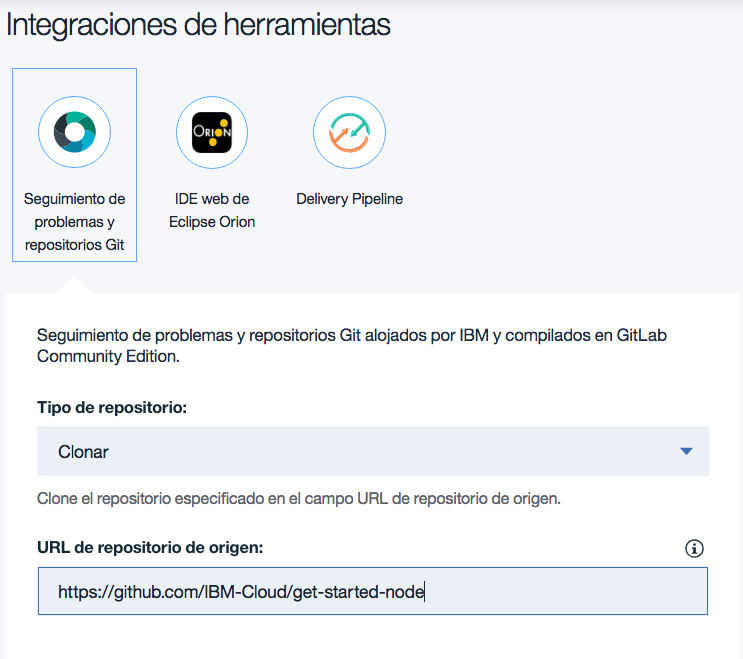 Integraciones de herramientas
ORION
Seguimiento de
problemas y
repositorios Git
IDE web de
Eclipse Orion
Delivery Pipeline
Seguimiento de problemas y repositorios Git alojados por IBM y compilados en GitLab
Community Edition.
Tipo de repositorio:
Clonar
Clone el repositorio especificado en el campo URL de repositorio de origen.
URL de repositorio de origen:
https://github.com/IBM-Cloud/get-started-node